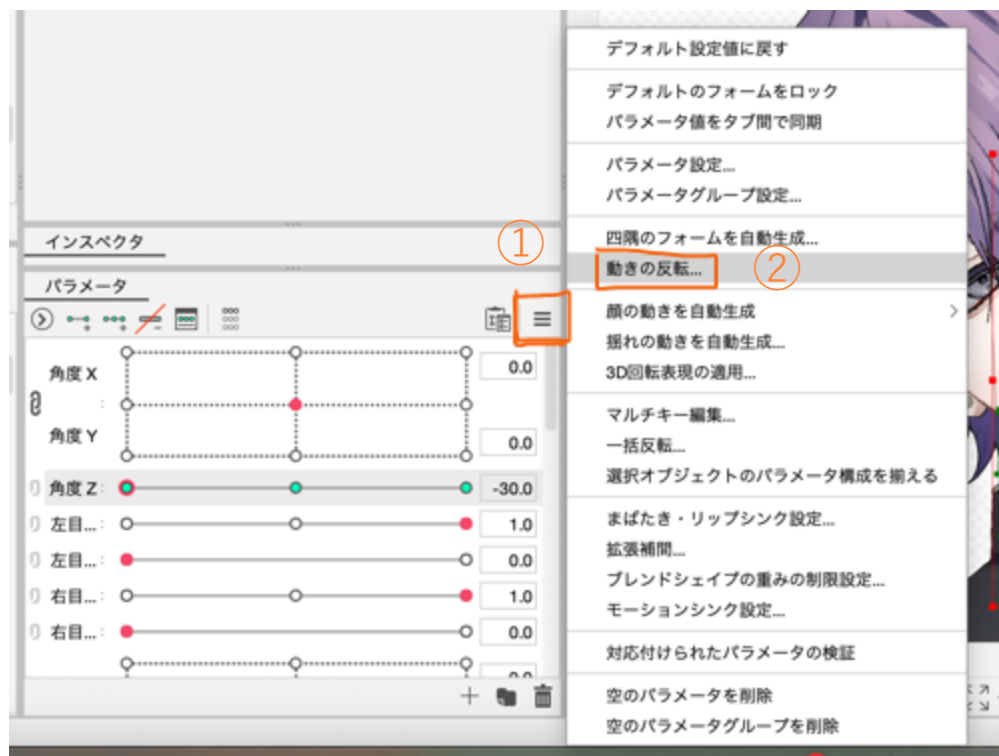 インスペクタ
①
パラメータ
角度 X
0.0
角度 Y
0.0
角度 Z :
-30.0
左目... :
1.0
左目... :
0.0
右目... :
1.0
右目... :
0.0
デフォルト設定値に戻す
デフォルトのフォームをロック
パラメータ値をタブ間で同期
パラメータ設定...
パラメータグループ設定...
四隅のフォームを自動生成...
動きの反転...
②
顔の動きを自動生成
揺れの動きを自動生成...
3D回転表現の適用...
マルチキー編集...
一括反転...
選択オブジェクトのパラメータ構成を揃える
まばたき・リップシンク設定...
拡張補間...
ブレンドシェイプの重みの制限設定...
モーションシンク設定...
対応付けられたパラメータの検証
空のパラメータを削除
空のパラメータグループを削除